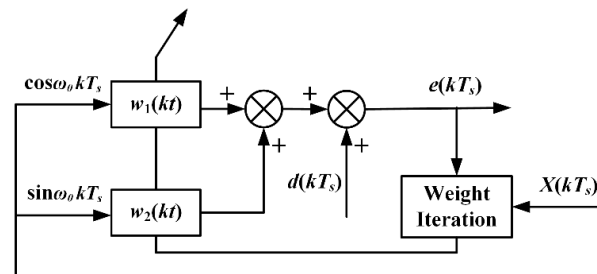 cosω₀kTₛ
+
w₁(kt)
+
+
e(kTₛ)
sinω₀kTₛ
+
+
w₂(kt)
d(kTₛ)
Weight
Iteration
X(kTₛ)